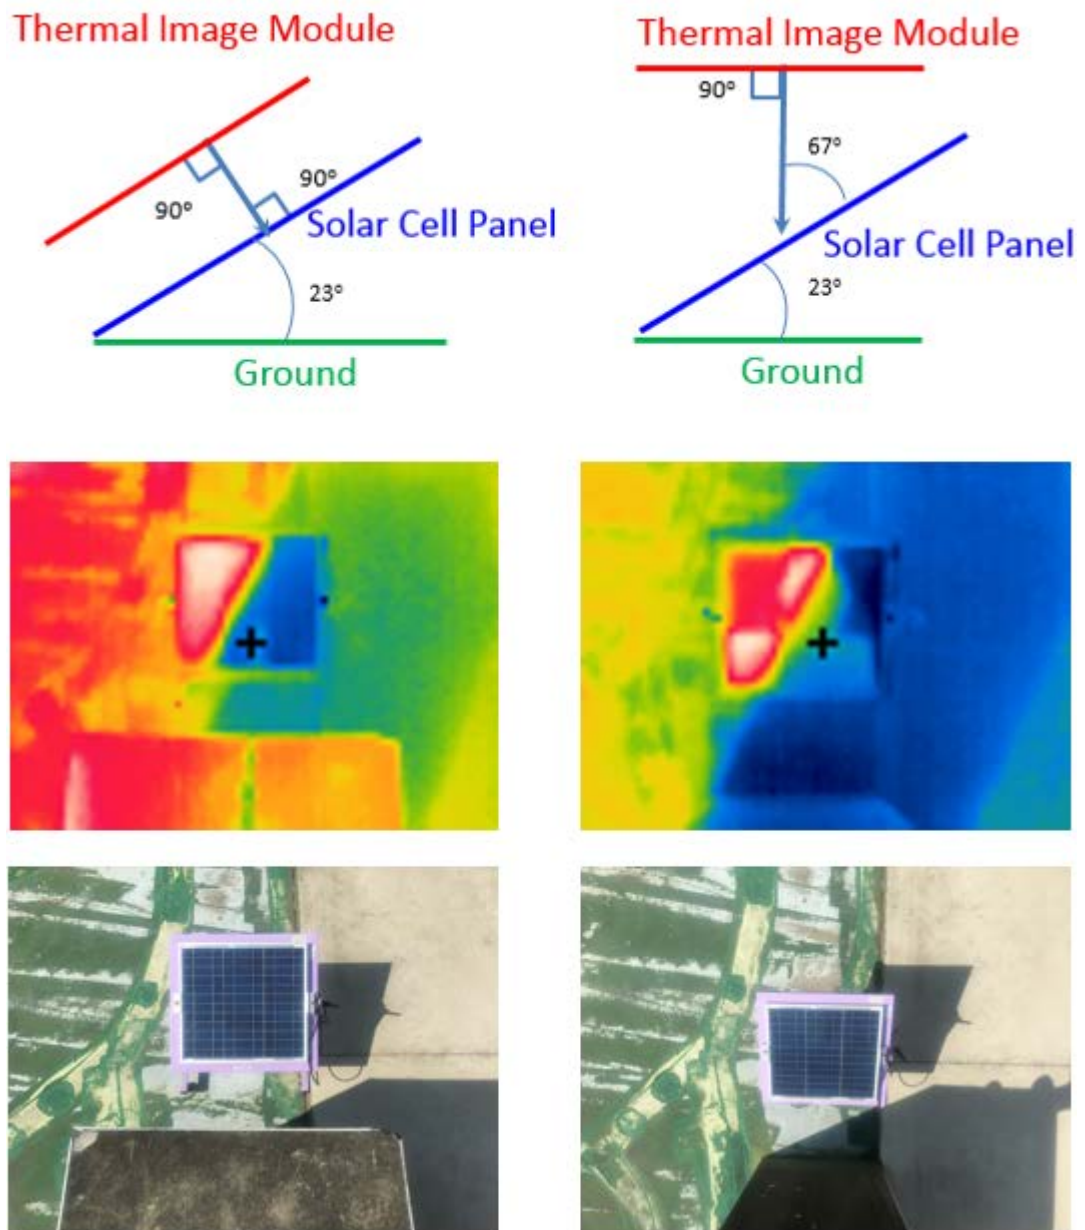 Thermal Image Module
90°
90°
Solar Cell Panel
23°
Ground
Thermal Image Module
90°
67°
Solar Cell Panel
23°
Ground